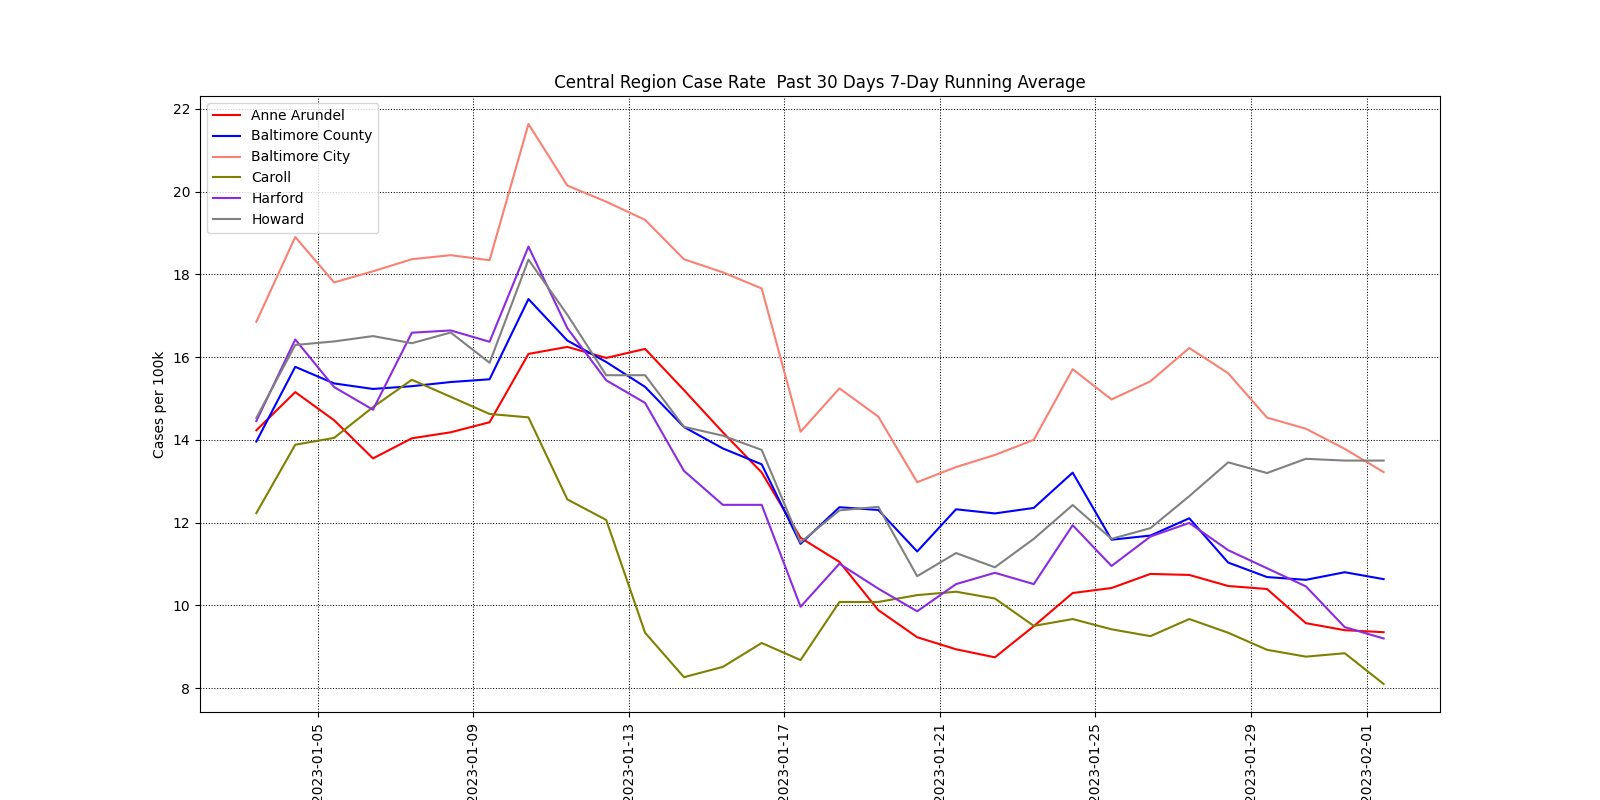 Central Region Case Rate  Past 30 Days 7-Day Running Average
22
20
18
16
14
12
10
8
Cases per 100k
Anne Arundel
Baltimore County
Baltimore City
Caroll
Harford
Howard
2023-01-05
2023-01-09
2023-01-13
2023-01-17
2023-01-21
2023-01-25
2023-01-29
2023-02-01